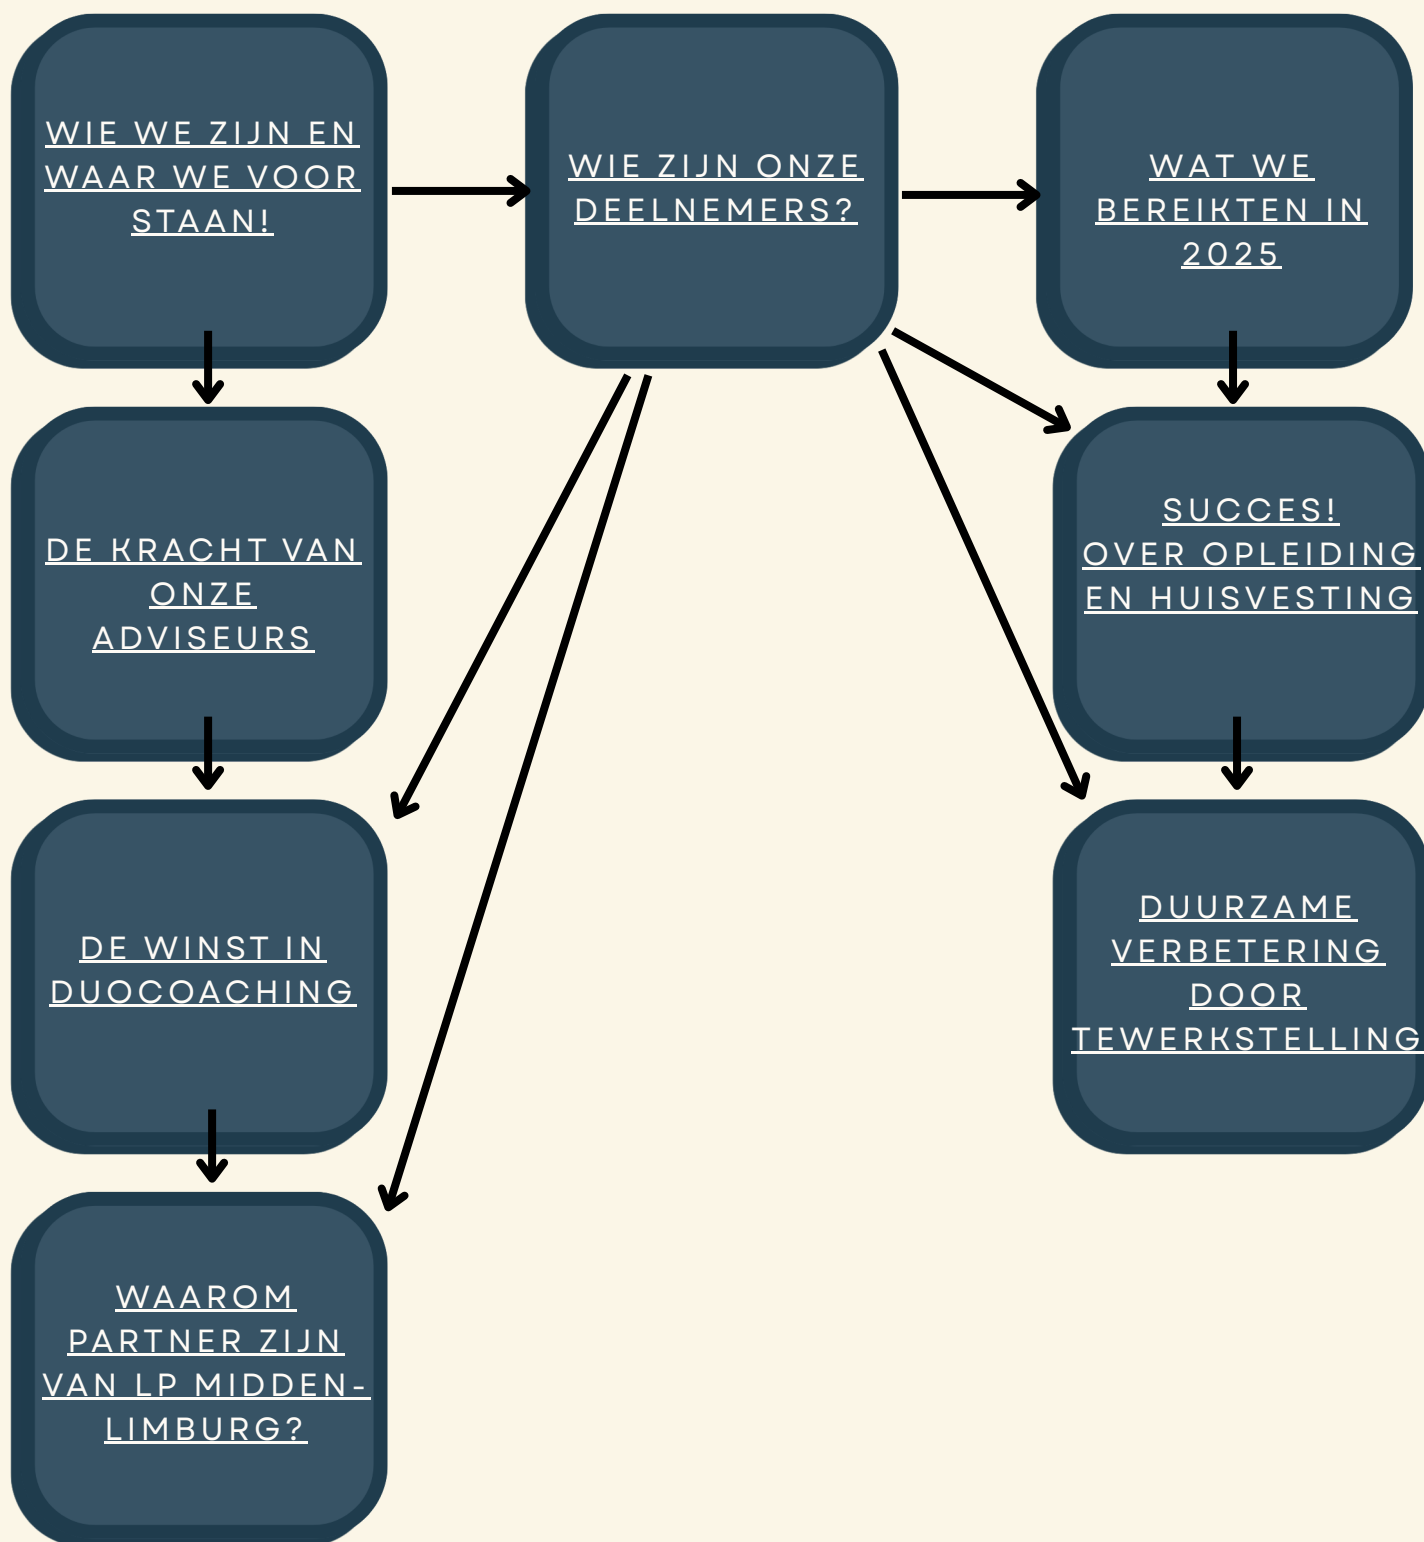 WIE WE ZIJN EN
WAAR WE VOOR
STAAN!
WIE ZIJN ONZE
DEELNEMERS?
WAT WE
BEREIKTEN IN
2025
DE KRACHT VAN
ONZE
ADVISEURS
SUCCES!
OVER OPLEIDING
EN HUISVESTING
DE WINST IN
DUOCOACHING
DUURZAME
VERBETERING
DOOR
TEWERKSTELLING
WAAROM
PARTNER ZIJN
VAN LP MIDDEN-
LIMBURG?